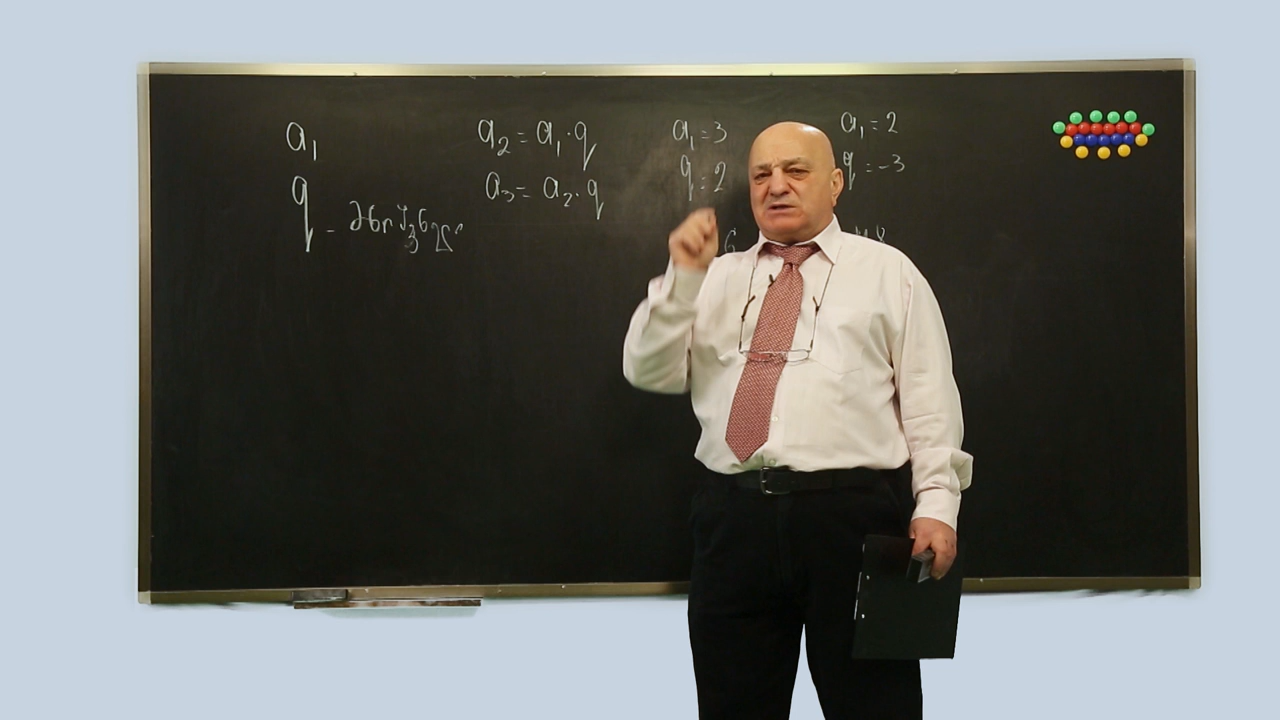 a₁
q - მნიშვნელი
a₂ = a₁ · q
a₃ = a₂ · q
a₁ = 3
q = 2
a₁ = 2
q = -3